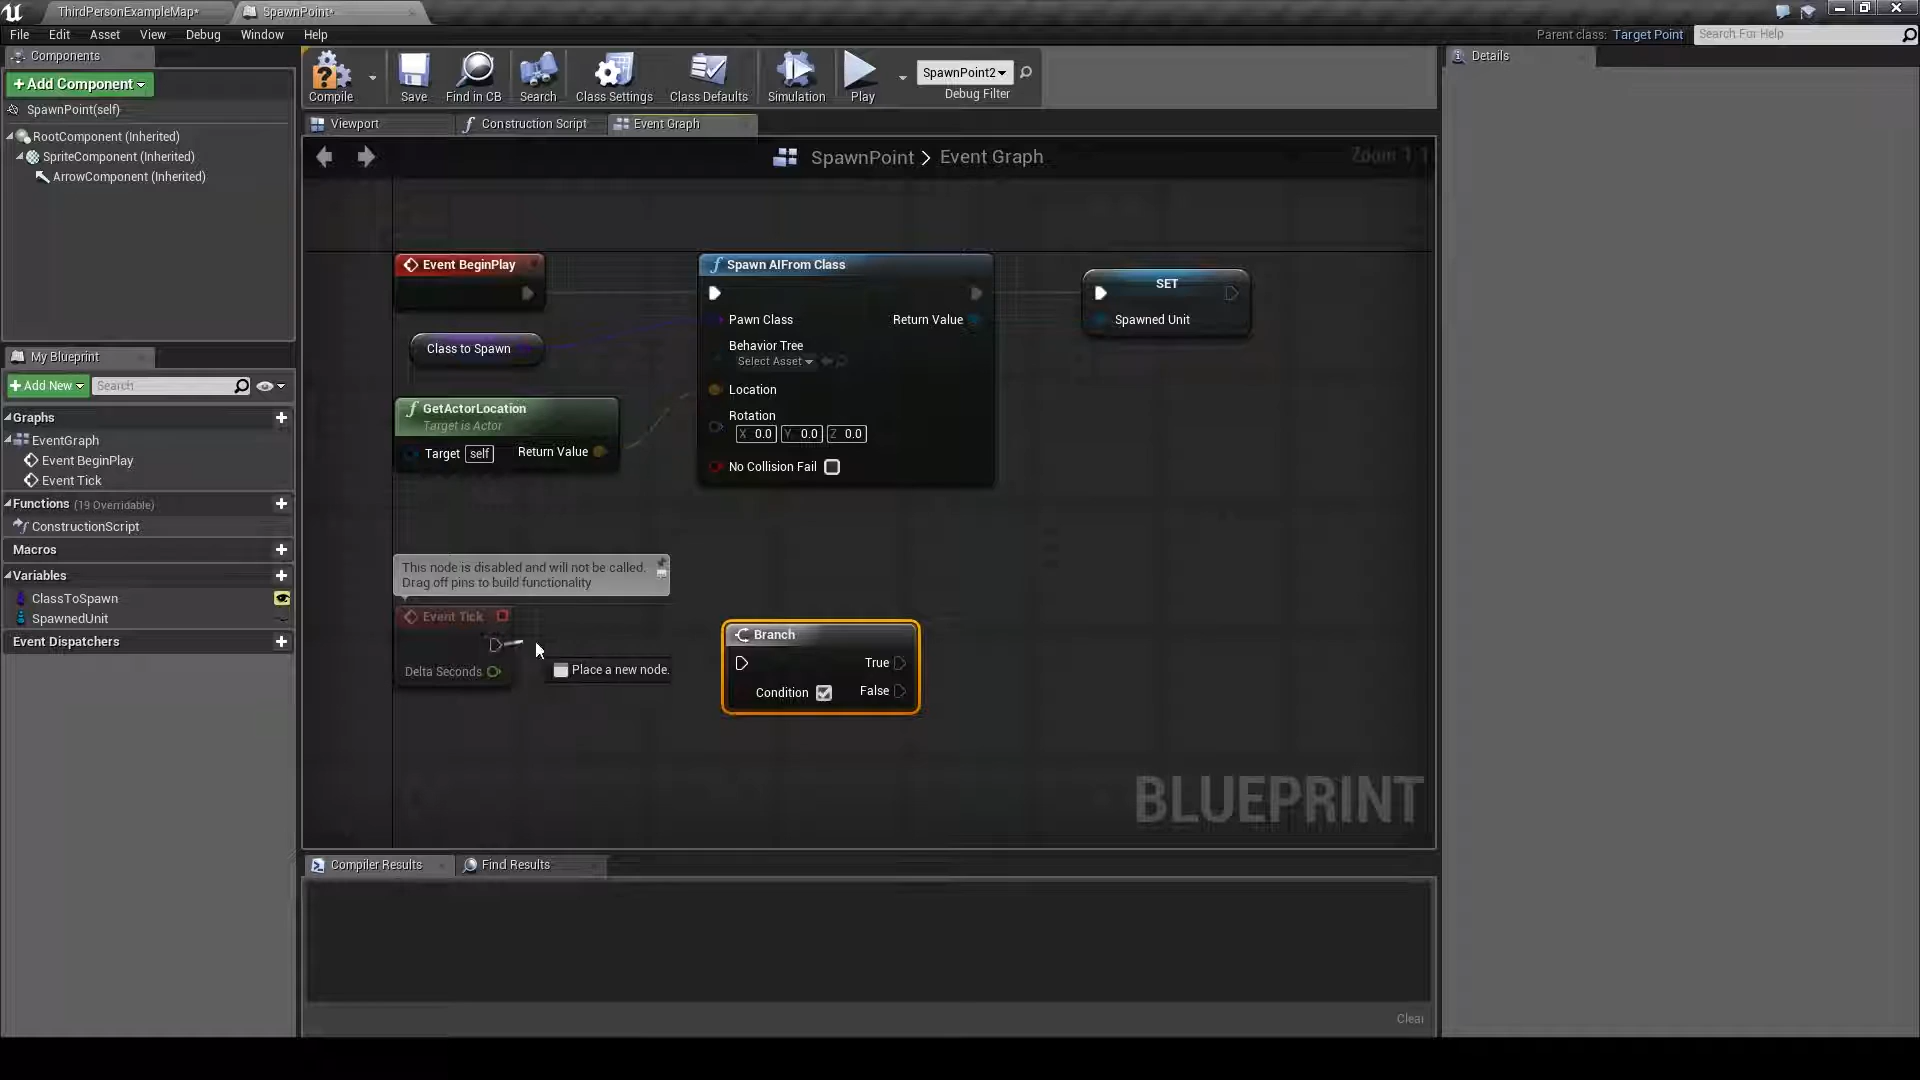 ThirdPersonExampleMap*
SpawnPoint*
File Edit Asset View Debug Window Help
Parent class: Target Point
Search For Help
Components
+Add Component
SpawnPoint(self)
RootComponent (Inherited)
SpriteComponent (Inherited)
ArrowComponent (Inherited)
Compile
Save
Find in CB
Search
Class Settings
Class Defaults
Simulation
Play
SpawnPoint2
Debug Filter
Details
Viewport
Construction Script
Event Graph
SpawnPoint > Event Graph
Zoom 1:1
My Blueprint
+Add New
Search
Graphs
EventGraph
Event BeginPlay
Event Tick
Functions (19 Overridable)
ConstructionScript
Macros
Variables
ClassToSpawn
SpawnedUnit
Event Dispatchers
Event BeginPlay
Class to Spawn
GetActorLocation
Target is Actor
Target self
Return Value
Spawn AIFrom Class
Pawn Class
Return Value
Behavior Tree
Select Asset
Location
Rotation
X 0.0 Y 0.0 Z 0.0
No Collision Fail
SET
Spawned Unit
This node is disabled and will not be called.
Drag off pins to build functionality
Event Tick
Delta Seconds
Place a new node.
Branch
True
Condition
False
BLUEPRINT
Compiler Results
Find Results
Clear